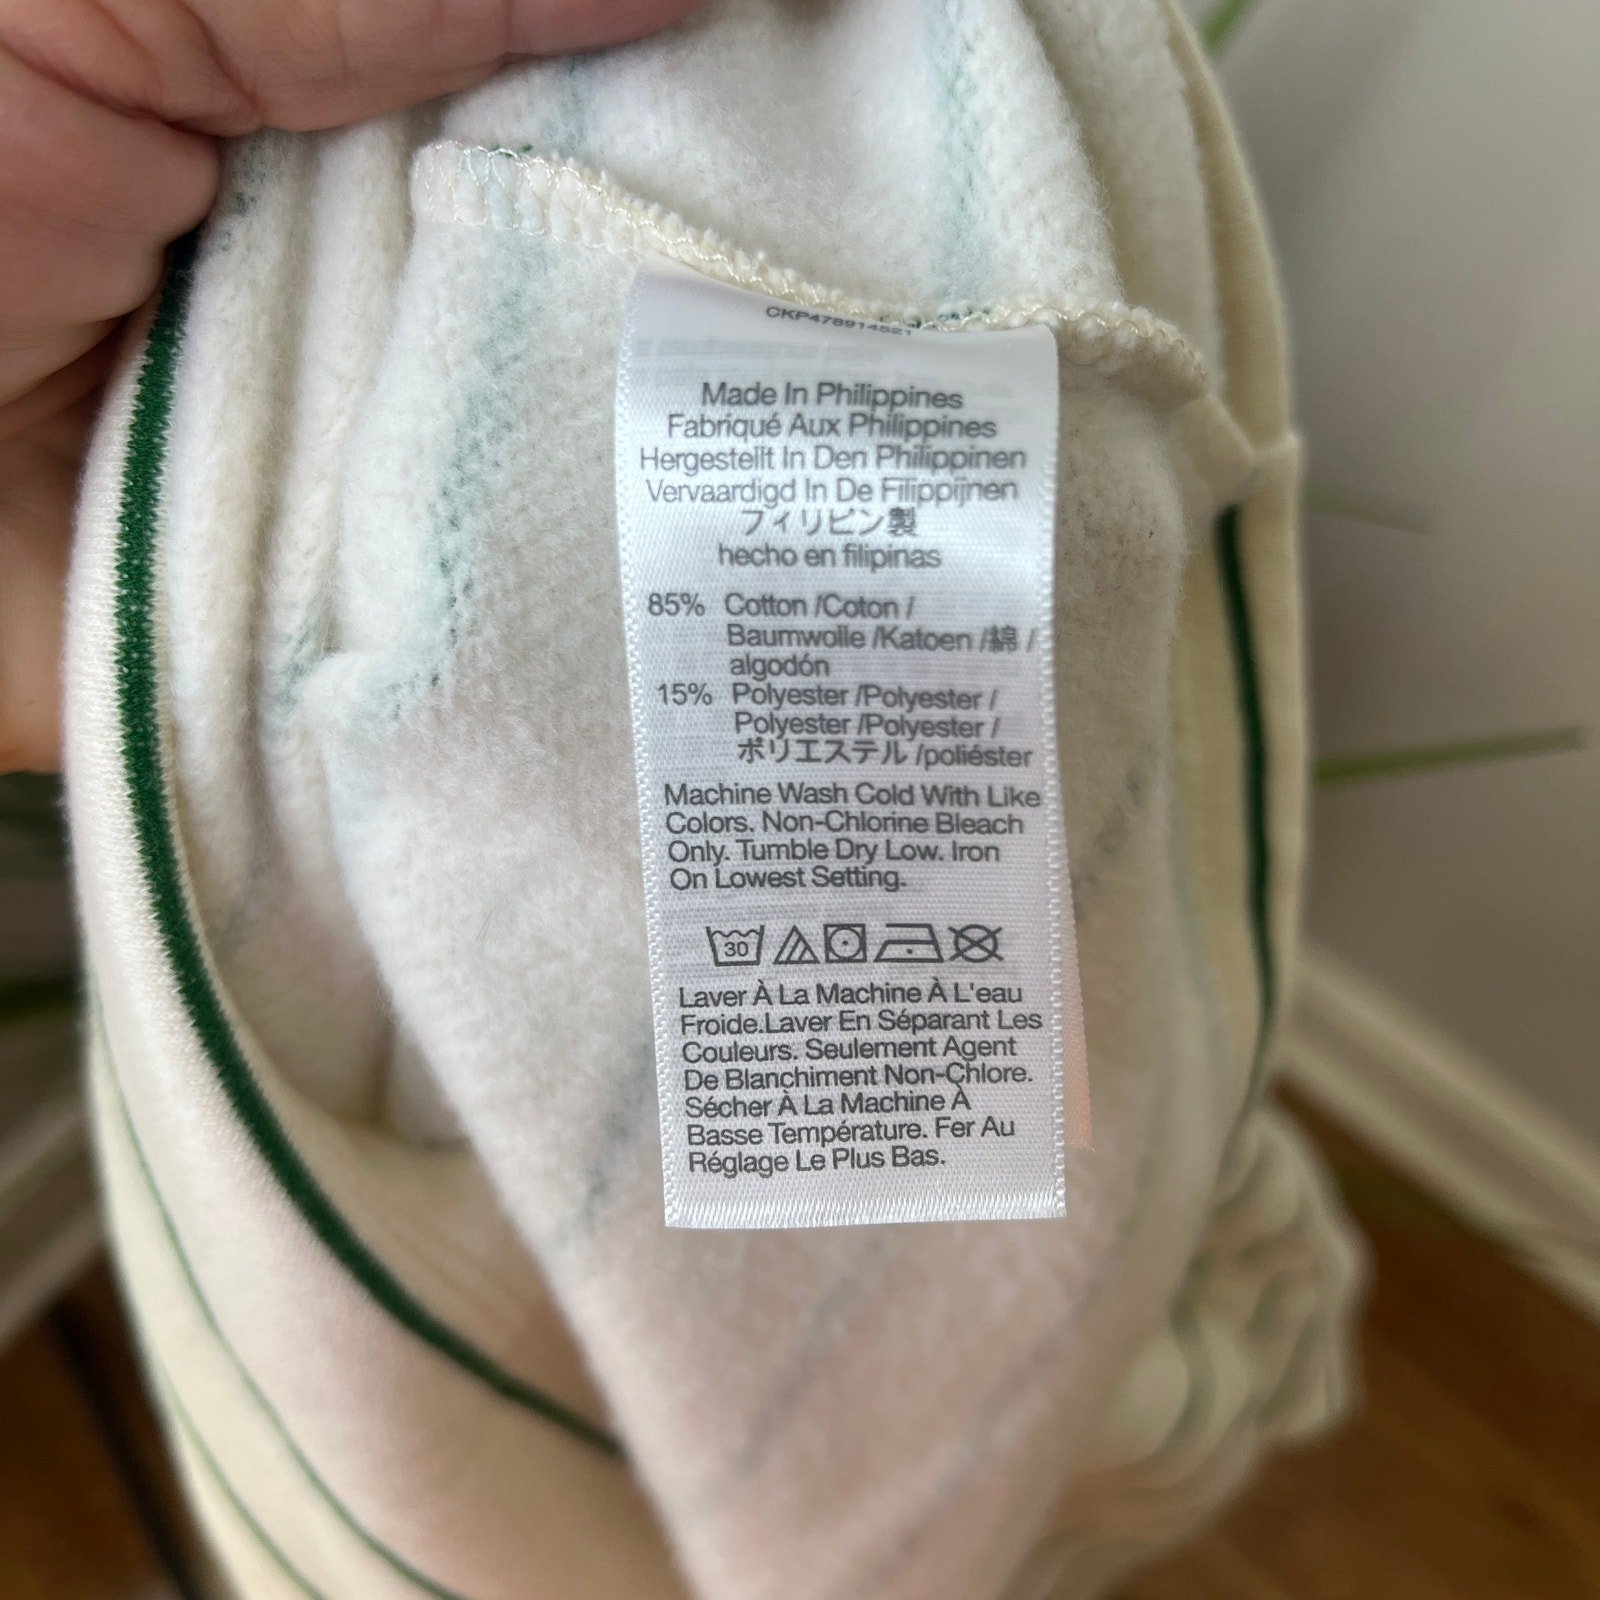 CKP478914521
Made In Philippines
Fabriqué Aux Philippines
Hergestellt In Den Philippinen
Vervaardigd In De Filippijnen
フィリピン製
hecho en filipinas
85% Cotton /Coton /
Baumwolle /Katoen /綿 /
algodón
15% Polyester /Polyester /
Polyester /Polyester /
ポリエステル /poliéster
Machine Wash Cold With Like
Colors. Non-Chlorine Bleach
Only. Tumble Dry Low. Iron
On Lowest Setting.
30
Laver À La Machine À L'eau
Froide.Laver En Séparant Les
Couleurs. Seulement Agent
De Blanchiment Non-Chlore.
Sécher À La Machine À
Basse Température. Fer Au
Réglage Le Plus Bas.